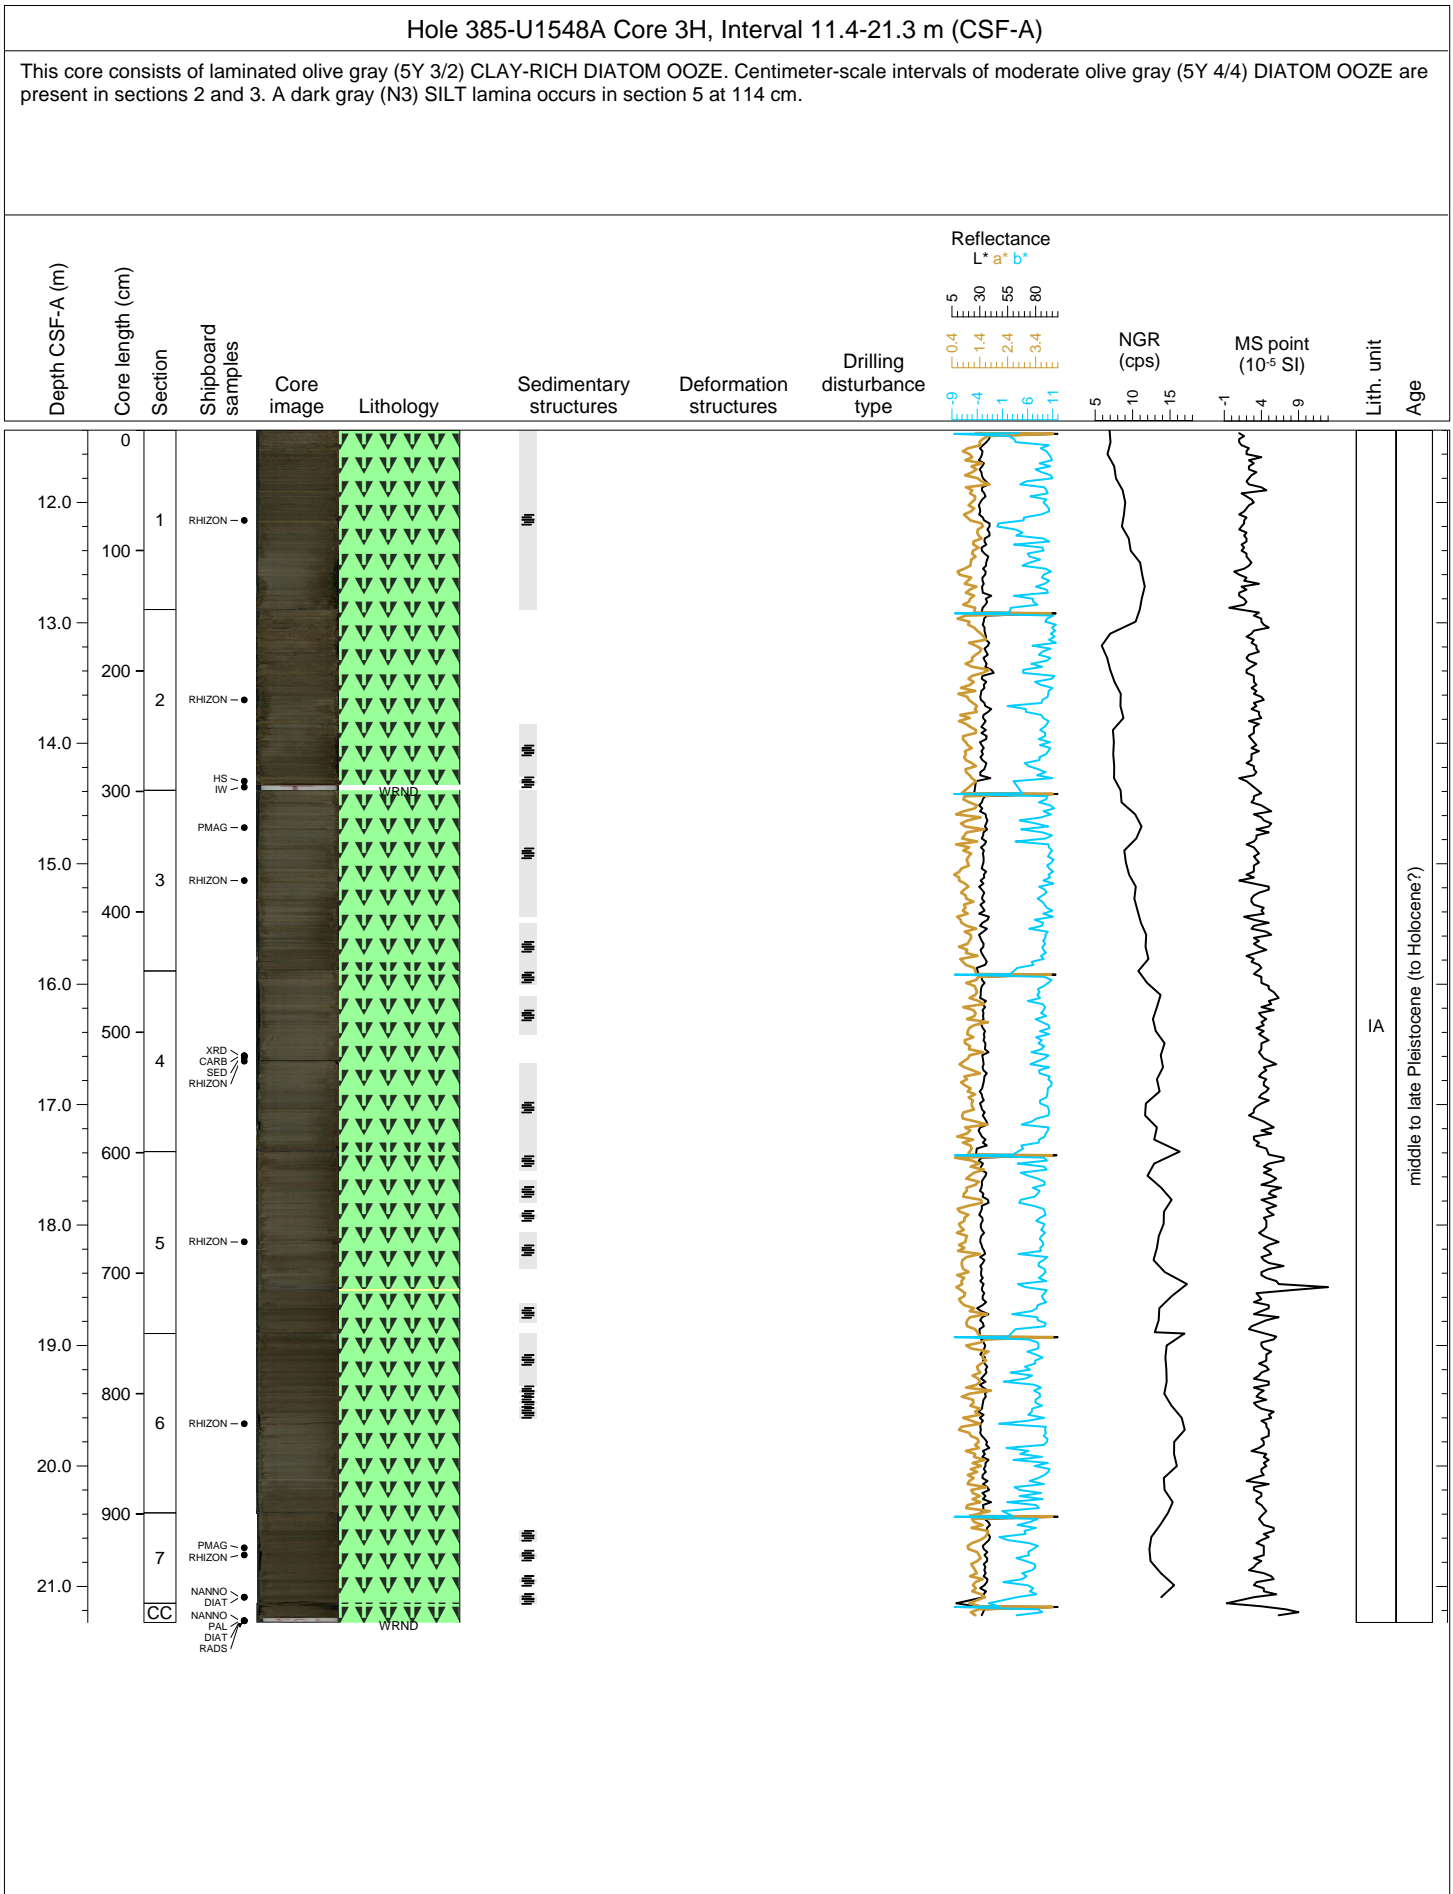 Hole 385-U1548A Core 3H, Interval 11.4-21.3 m (CSF-A)
This core consists of laminated olive gray (5Y 3/2) CLAY-RICH DIATOM OOZE. Centimeter-scale intervals of moderate olive gray (5Y 4/4) DIATOM OOZE are
present in sections 2 and 3. A dark gray (N3) SILT lamina occurs in section 5 at 114 cm.
Depth CSF-A (m)
Core length (cm)
Section
Shipboard
samples
Core
image
Lithology
Sedimentary
structures
Deformation
structures
Drilling
disturbance
type
Reflectance
L* a* b*
5 30 55 80
0.4 1.4 2.4 3.4
-9 -4 1 6 11
NGR
(cps)
5 10 15
MS point
(10-5 SI)
-1 4 9
Lith. unit
Age
0
12.0
1
RHIZON
100
13.0
200
2
RHIZON
14.0
HS
IW
300
WRND
PMAG
15.0
3
RHIZON
400
16.0
500
IA
XRD
4
CARB
SED
RHIZON
17.0
600
middle to late Pleistocene (to Holocene?)
18.0
5
RHIZON
700
19.0
800
6
RHIZON
20.0
900
PMAG
7
RHIZON
21.0
NANNO
DIAT
CC
NANNO
PAL
WRND
DIAT
RADS